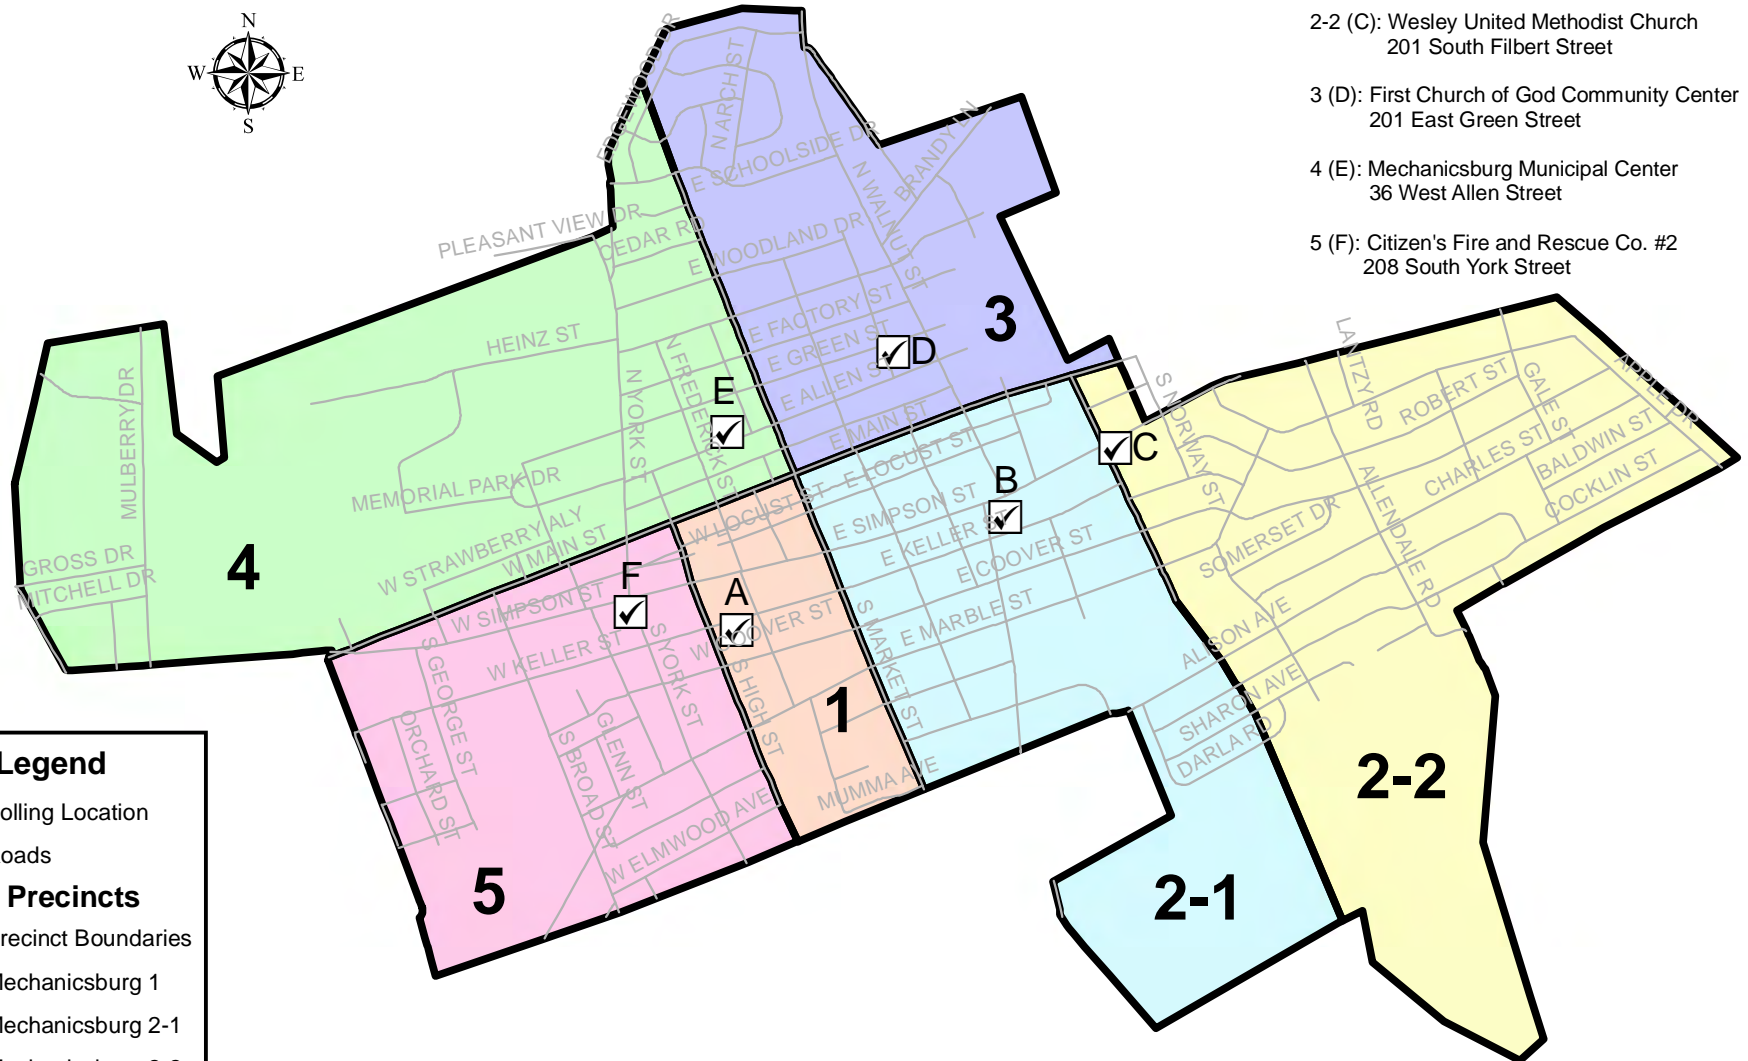 N
W
E
S
2-2 (C): Wesley United Methodist Church
201 South Filbert Street
3 (D): First Church of God Community Center
201 East Green Street
4 (E): Mechanicsburg Municipal Center
36 West Allen Street
5 (F): Citizen's Fire and Rescue Co. #2
208 South York Street
EDGEWOOD DR
N ARCH ST
E SCHOOLSIDE DR
BRANDY LN
N WALNUT ST
PLEASANT VIEW DR
CEDAR RD
E WOODLAND DR
E FACTORY ST
E GREEN ST
E ALLEN ST
3
D
HEINZ ST
N FREDERICK ST
N YORK ST
E
MULBERRY DR
MEMORIAL PARK DR
E MAIN ST
E LOCUST ST
W LOCUST ST
W STRAWBERRY ALY
W MAIN ST
GROSS DR
MITCHELL DR
4
LANTZY RD
ROBERT ST
GALE ST
APPLE DR
S NORWAY ST
C
CHARLES ST
BALDWIN ST
COCKLIN ST
ALLENDALE RD
SOMERSET DR
B
E SIMPSON ST
E KELLER ST
E COOVER ST
E MARBLE ST
F
A
W SIMPSON ST
W KELLER ST
W COOVER ST
S YORK ST
S HIGH ST
S MARKET ST
S GEORGE ST
ORCHARD ST
GLENN ST
S BROAD ST
W ELMWOOD AVE
MUMMA AVE
1
ALISON AVE
SHARON AVE
DARLA RD
2-2
2-1
5
Legend
olling Location
oads
Precincts
recinct Boundaries
echanicsburg 1
echanicsburg 2-1